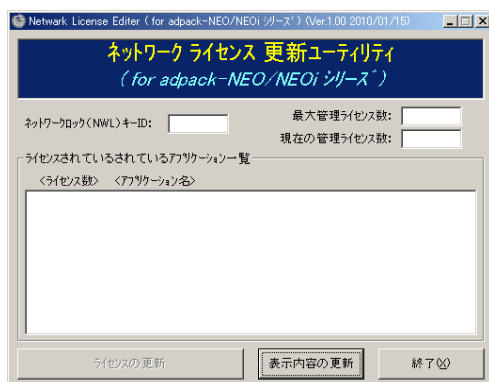 Netwark License Editer ( for adpack-NEO/NEOi ｼﾘｰｽﾞ ) (Ver.1.00 2010/01/15)
ネットワーク ライセンス 更新ユーティリティ
( for adpack-NEO/NEOi ｼﾘｰｽﾞ )
ネットワークロック(NWL)キーID:
最大管理ライセンス数:
現在の管理ライセンス数:
ライセンスされているされているアプリケーション一覧
<ライセンス数> <アプリケーション名>
ライセンスの更新 表示内容の更新 終了(X)